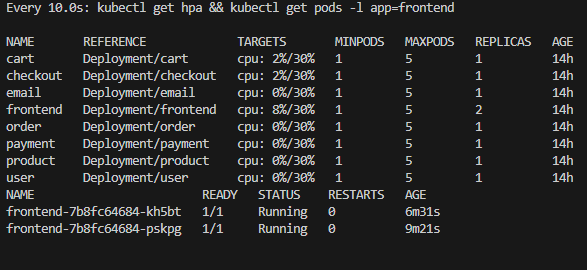 Every 10.0s: kubectl get hpa && kubectl get pods -l app=frontend
NAME REFERENCE TARGETS MINPODS MAXPODS REPLICAS AGE
cart Deployment/cart cpu: 2%/30% 1 5 1 14h
checkout Deployment/checkout cpu: 2%/30% 1 5 1 14h
email Deployment/email cpu: 0%/30% 1 5 1 14h
frontend Deployment/frontend cpu: 8%/30% 1 5 2 14h
order Deployment/order cpu: 0%/30% 1 5 1 14h
payment Deployment/payment cpu: 0%/30% 1 5 1 14h
product Deployment/product cpu: 0%/30% 1 5 1 14h
user Deployment/user cpu: 0%/30% 1 5 1 14h
NAME READY STATUS RESTARTS AGE
frontend-7b8fc64684-kh5bt 1/1 Running 0 6m31s
frontend-7b8fc64684-pskpg 1/1 Running 0 9m21s